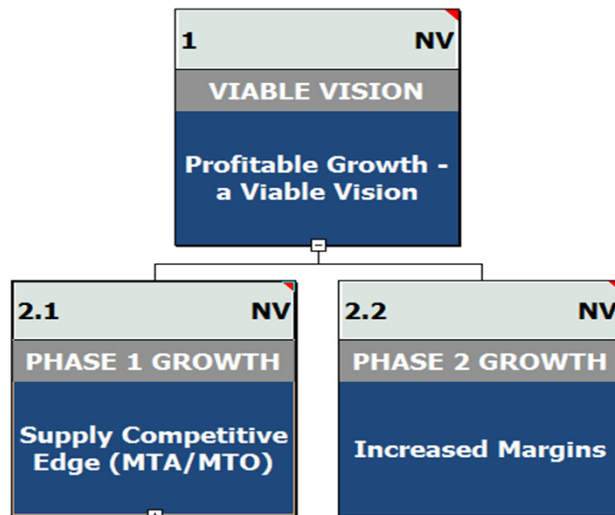 1 NV
VIABLE VISION
Profitable Growth -
a Viable Vision
2.1 NV
PHASE 1 GROWTH
Supply Competitive
Edge (MTA/MTO)
2.2 NV
PHASE 2 GROWTH
Increased Margins